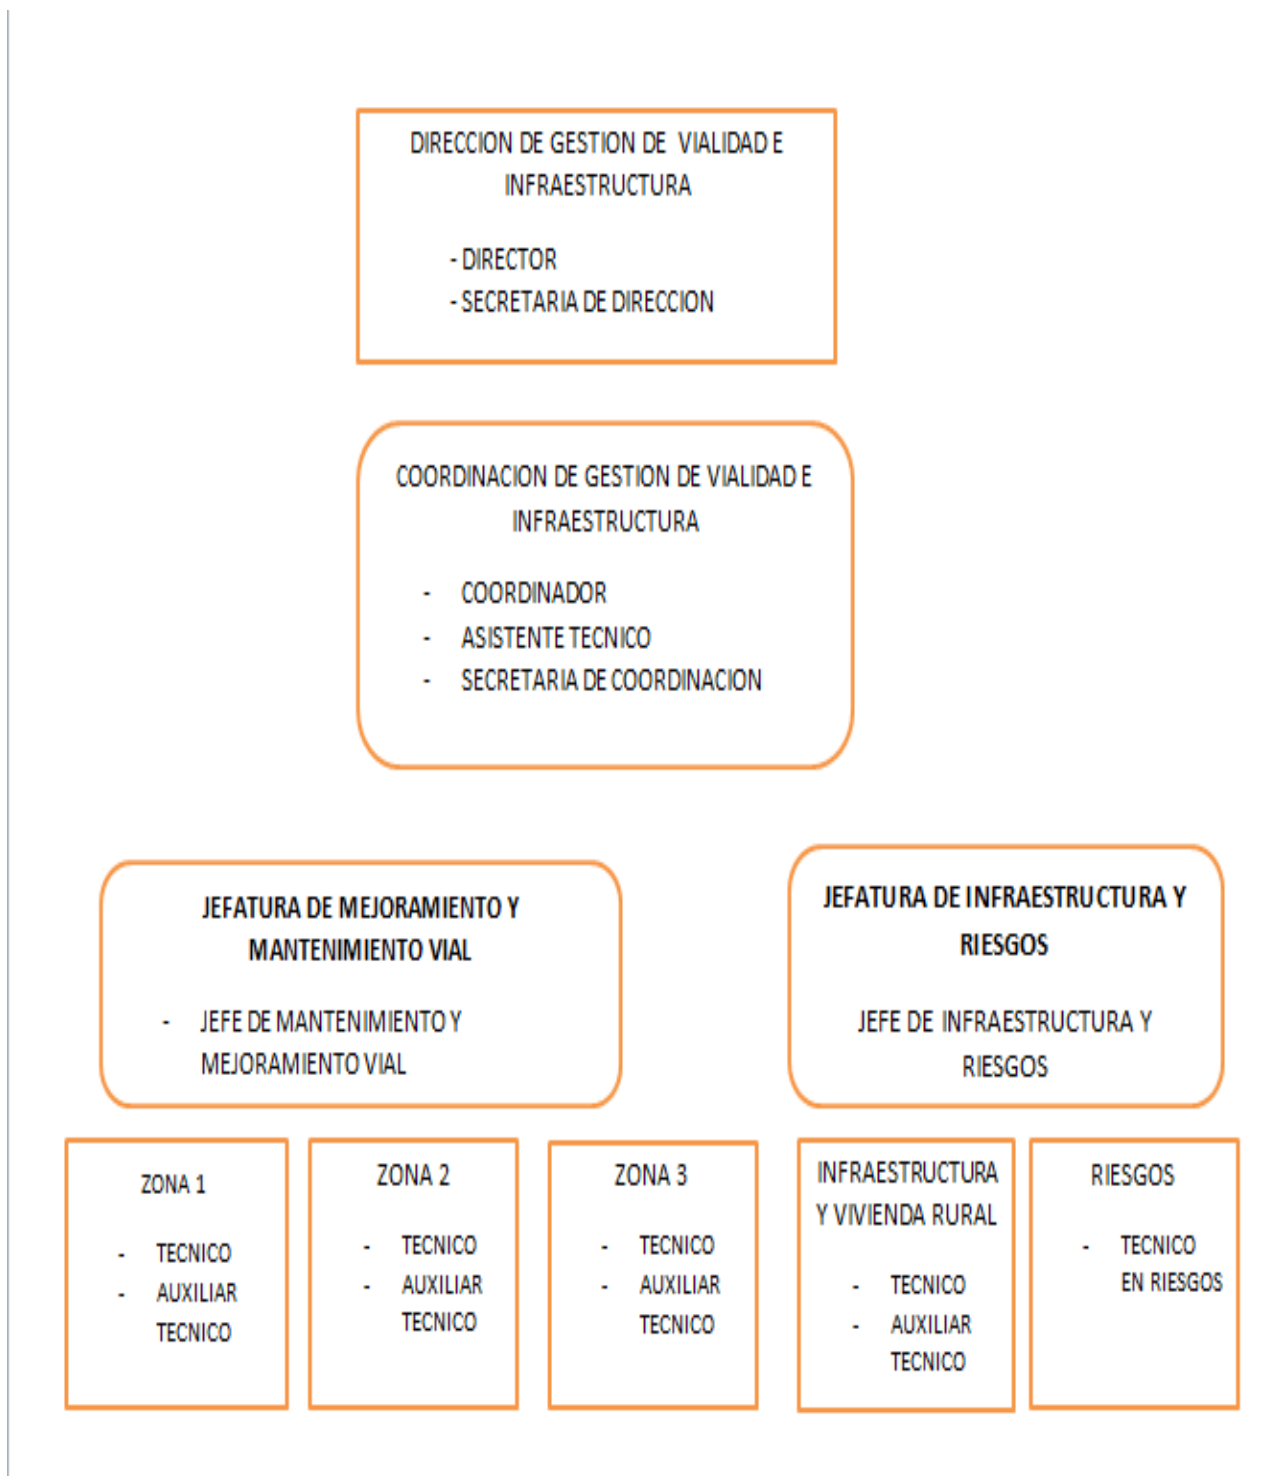 DIRECCION DE GESTION DE VIALIDAD E
INFRAESTRUCTURA
- DIRECTOR
- SECRETARIA DE DIRECCION
COORDINACION DE GESTION DE VIALIDAD E
INFRAESTRUCTURA
- COORDINADOR
- ASISTENTE TECNICO
- SECRETARIA DE COORDINACION
JEFATURA DE MEJORAMIENTO Y
MANTENIMIENTO VIAL
- JEFE DE MANTENIMIENTO Y
MEJORAMIENTO VIAL
JEFATURA DE INFRAESTRUCTURA Y
RIESGOS
JEFE DE INFRAESTRUCTURA Y
RIESGOS
ZONA 1
- TECNICO
- AUXILIAR
TECNICO
ZONA 2
- TECNICO
- AUXILIAR
TECNICO
ZONA 3
- TECNICO
- AUXILIAR
TECNICO
INFRAESTRUCTURA
Y VIVIENDA RURAL
- TECNICO
- AUXILIAR
TECNICO
RIESGOS
- TECNICO
EN RIESGOS